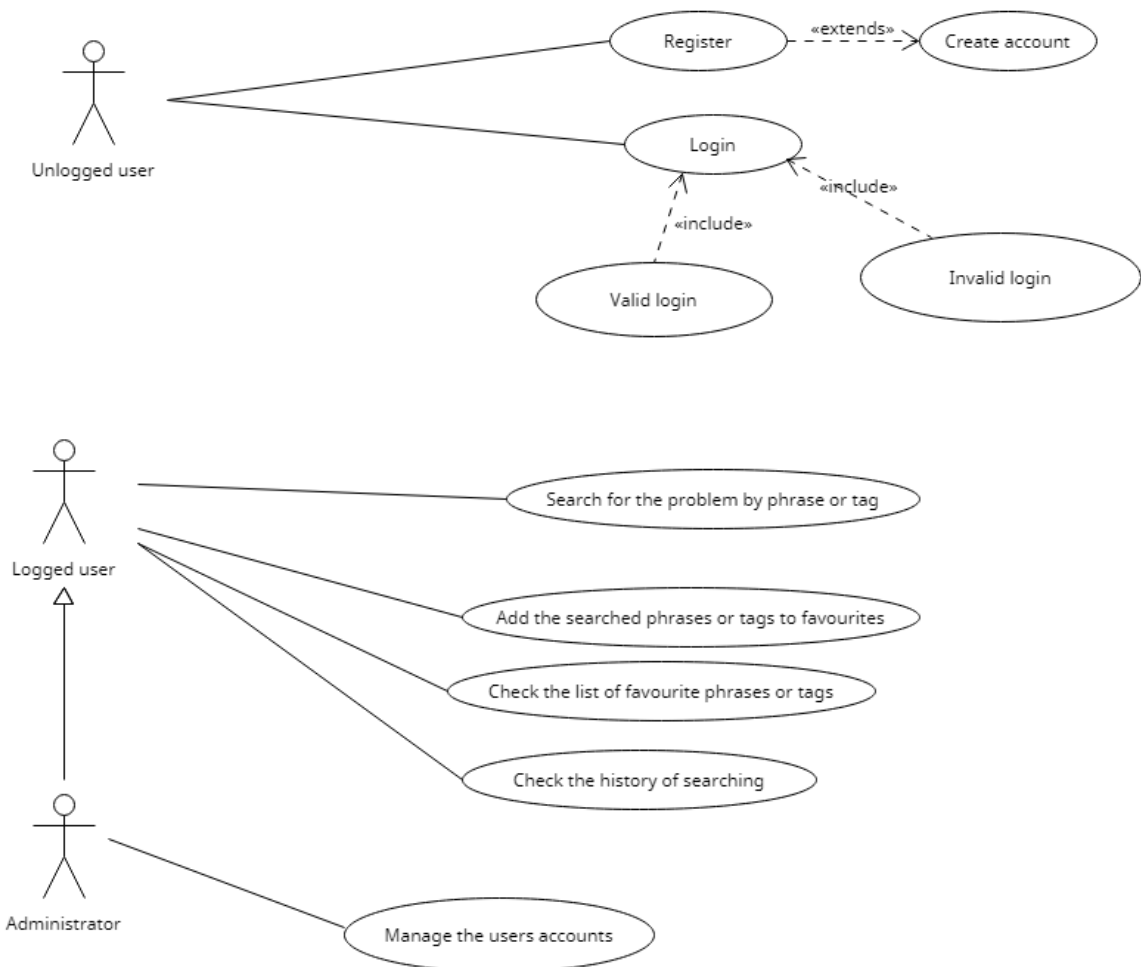 Register
«extends»
Create account
Unlogged user
Login
«include»
«include»
Valid login
Invalid login
Logged user
Search for the problem by phrase or tag
Add the searched phrases or tags to favourites
Check the list of favourite phrases or tags
Check the history of searching
Administrator
Manage the users accounts